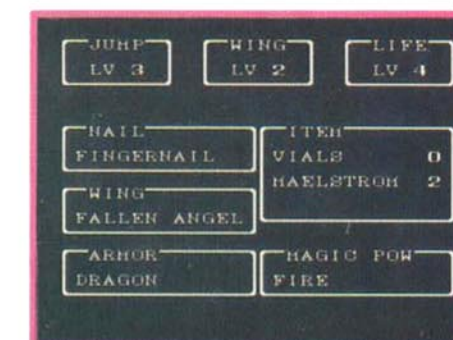 JUMP WING LIFE
LV 3 LV 2 LV 4
NAIL
FINGERNAIL
WING
FALLEN ANGEL
ARMOR
DRAGON
ITEM
VIALS 0
MAELSTROM 2
MAGIC POW
FIRE